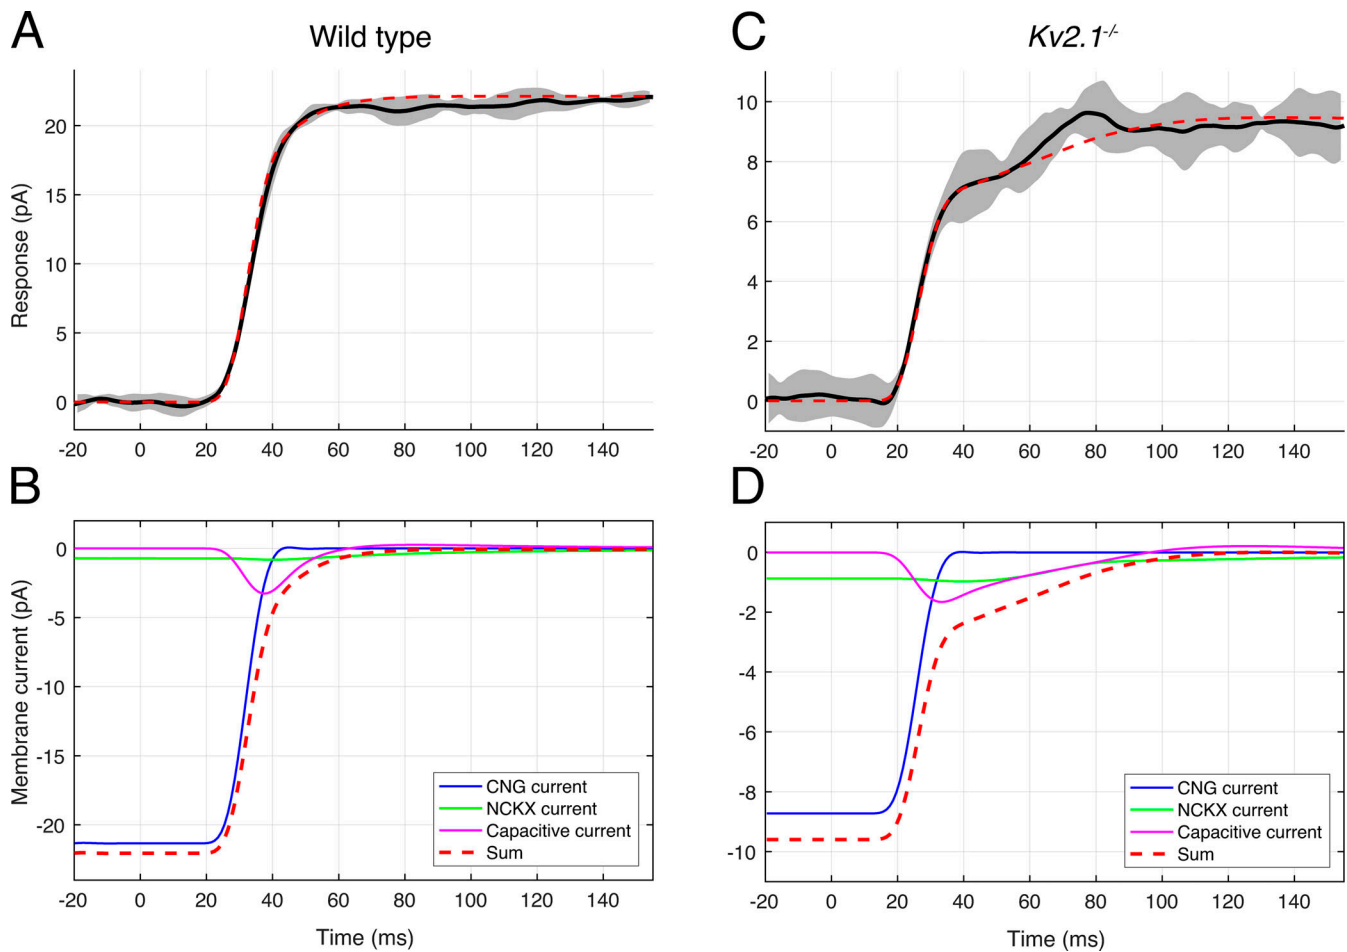 A
Wild type
C
Kv2.1-/-
Response (pA)
20
15
10
5
0
-20 0 20 40 60 80 100 120 140
10
8
6
4
2
0
-20 0 20 40 60 80 100 120 140
B
Membrane current (pA)
0
-5
-10
-15
-20
CNG current
NCKX current
Capacitive current
Sum
-20 0 20 40 60 80 100 120 140
Time (ms)
D
0
-2
-4
-6
-8
-10
CNG current
NCKX current
Capacitive current
Sum
-20 0 20 40 60 80 100 120 140
Time (ms)